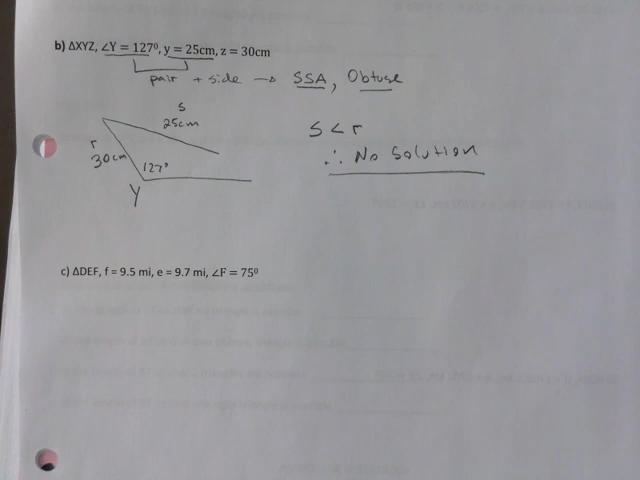 b) ΔXYZ, ∠Y = 127⁰, y = 25cm, z = 30cm
pair + side → SSA, Obtuse
s
25cm
r
30cm
127°
Y
S < r
∴ No Solution
c) ΔDEF, f = 9.5 mi, e = 9.7 mi, ∠F = 75⁰